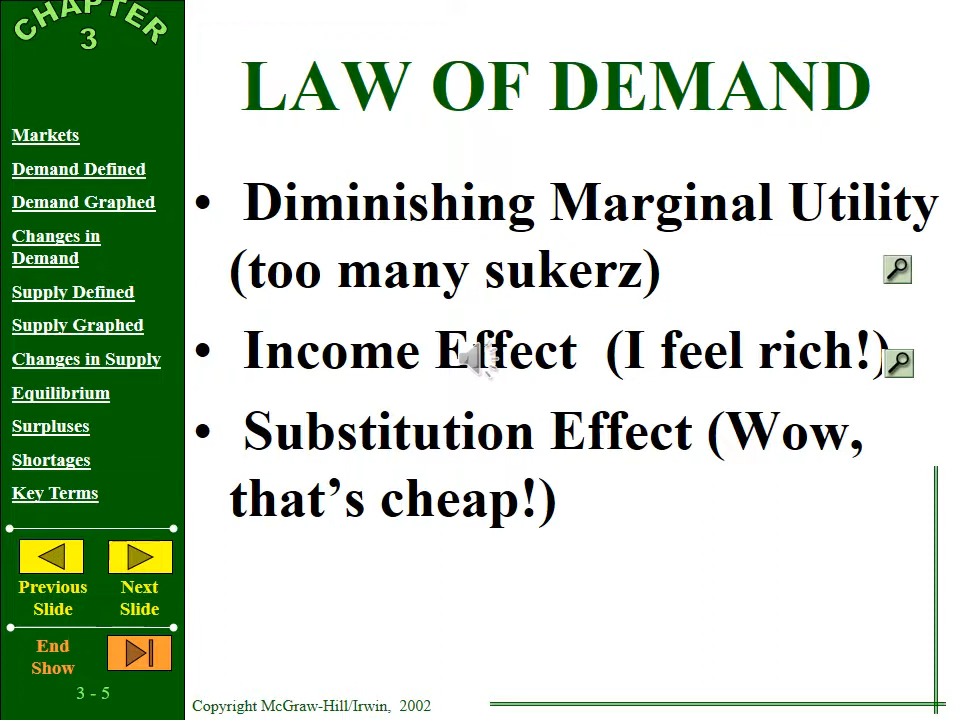 CHAPTER
3
Markets
Demand Defined
Demand Graphed
Changes in
Demand
Supply Defined
Supply Graphed
Changes in Supply
Equilibrium
Surpluses
Shortages
Key Terms
Previous
Slide
Next
Slide
End
Show
3 - 5
LAW OF DEMAND
• Diminishing Marginal Utility
(too many sukerz)
• Income Effect (I feel rich!)
• Substitution Effect (Wow,
that’s cheap!)
Copyright McGraw-Hill/Irwin, 2002